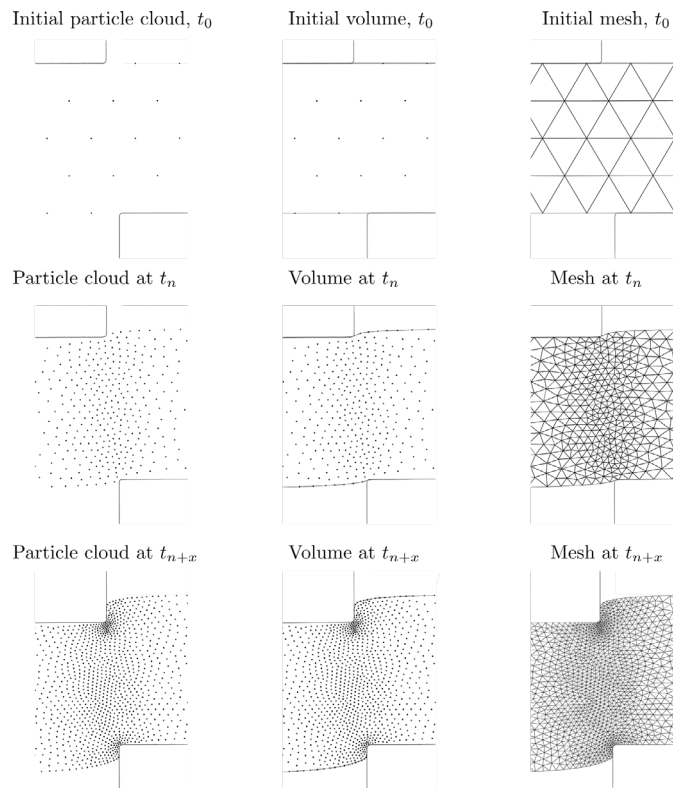 Initial particle cloud, t₀ Initial volume, t₀ Initial mesh, t₀
Particle cloud at tₙ Volume at tₙ Mesh at tₙ
Particle cloud at tₙ₊ₓ Volume at tₙ₊ₓ Mesh at tₙ₊ₓ